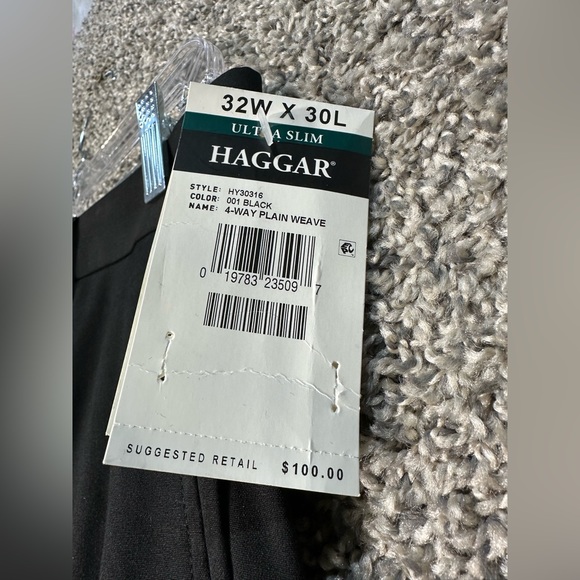 32W X 30L
ULTRA SLIM
HAGGAR®
STYLE: HY30316
COLOR: 001 BLACK
NAME: 4-WAY PLAIN WEAVE
0 19783 23509 7
SUGGESTED RETAIL $100.00